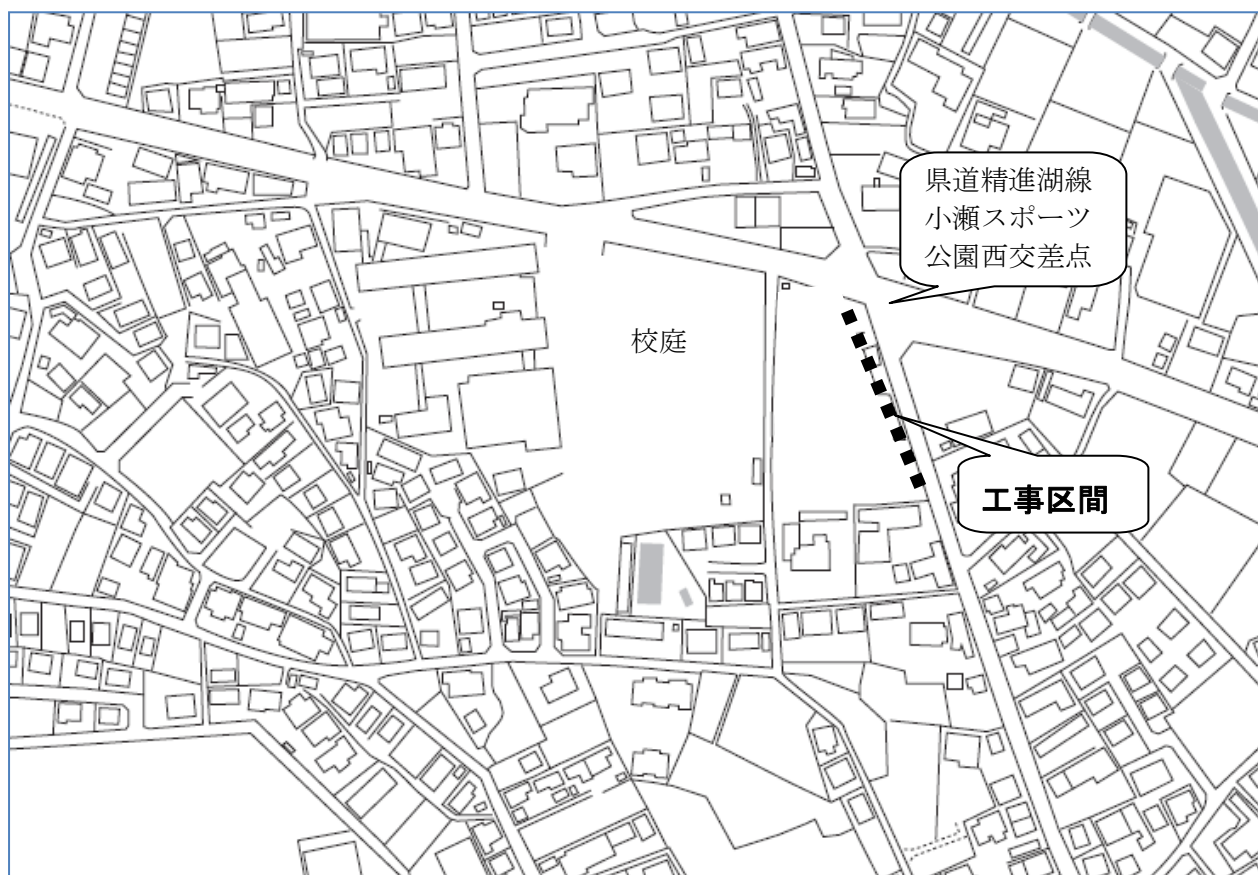 県道精進湖線
小瀬スポーツ
公園西交差点
校庭
工事区間